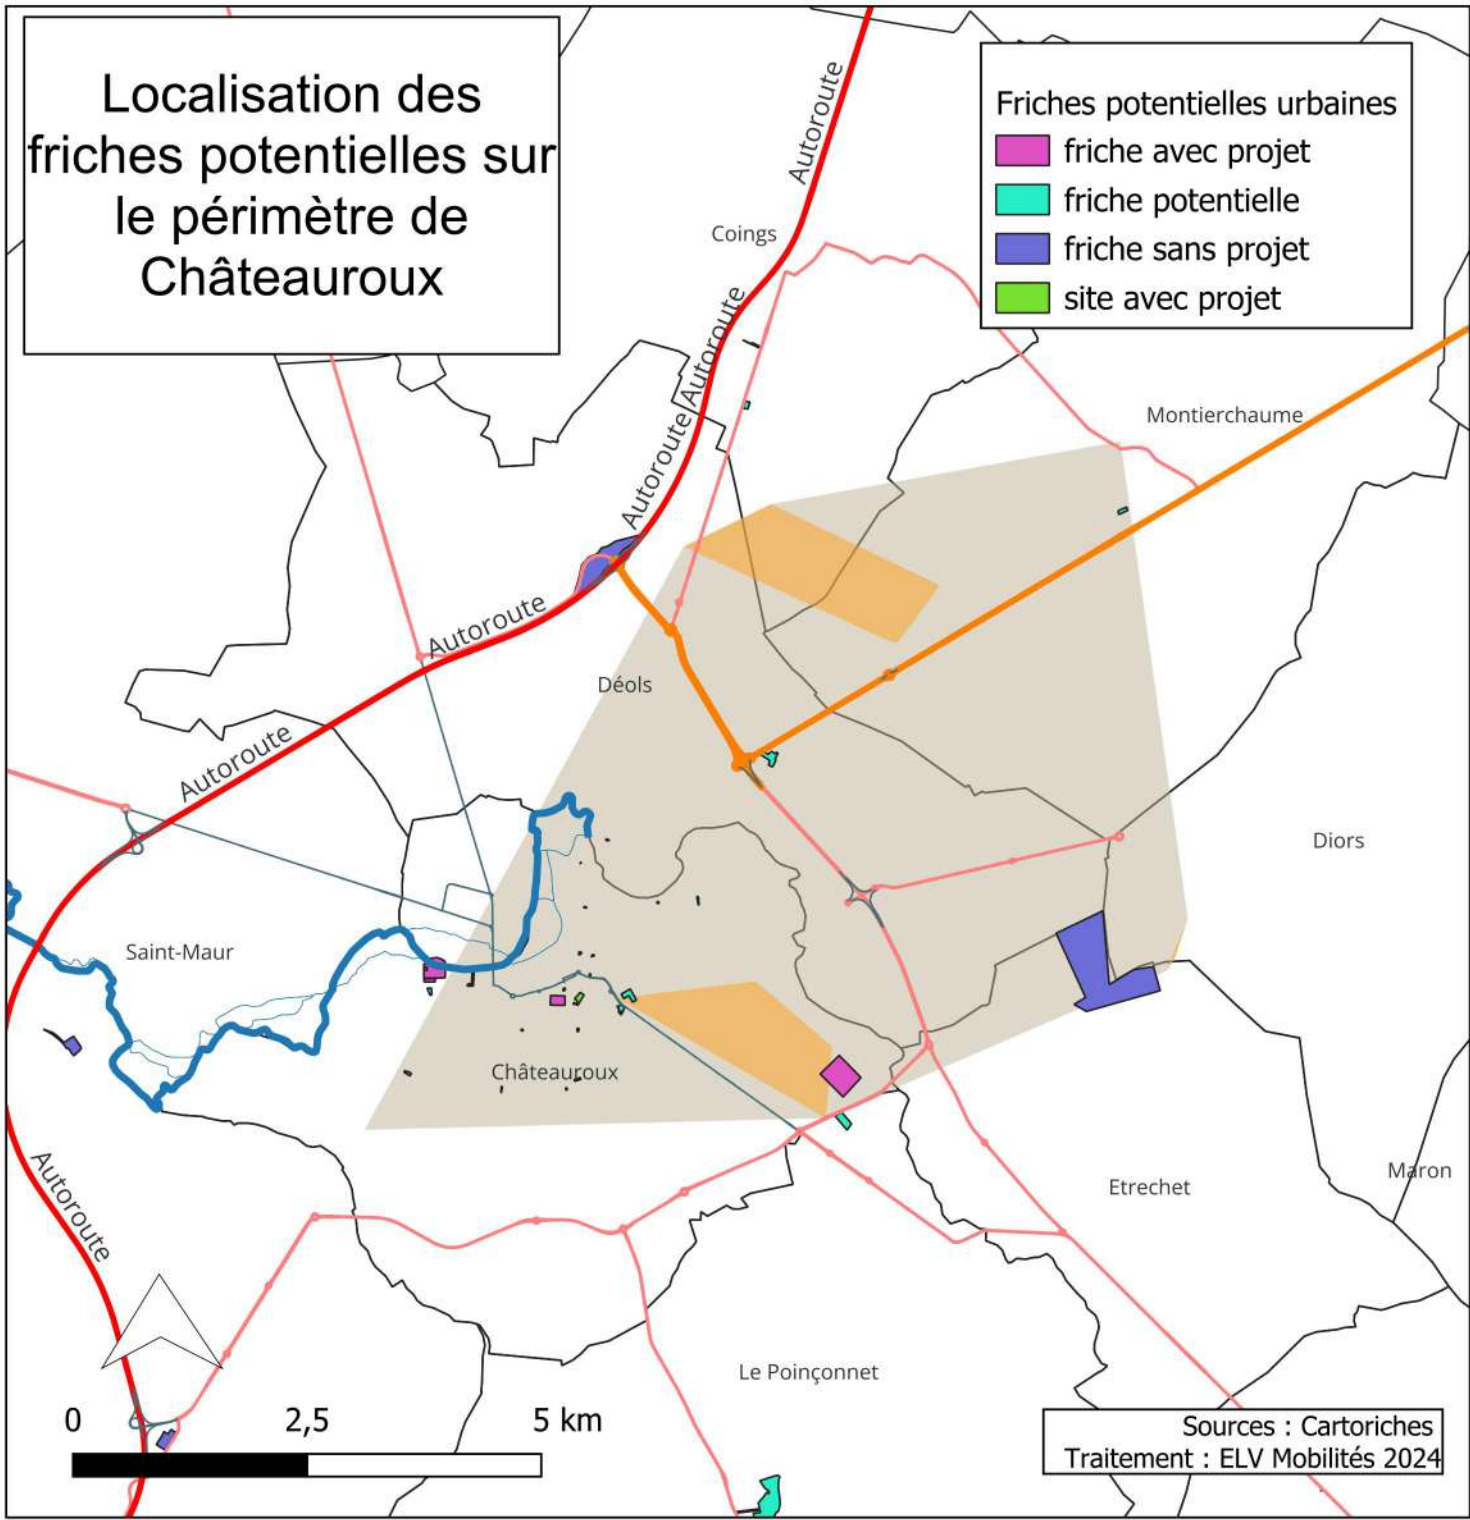 Localisation des
friches potentielles sur
le périmètre de
Châteauroux
Friches potentielles urbaines
friche avec projet
friche potentielle
friche sans projet
site avec projet
Autoroute
Coings
Autoroute
Montierchaume
Autoroute
Autoroute
Déols
Autoroute
Diors
Saint-Maur
Châteauroux
Autoroute
Maron
Etrechet
Le Poinçonnet
0 2,5 5 km
Sources : Cartoriches
Traitement : ELV Mobilités 2024